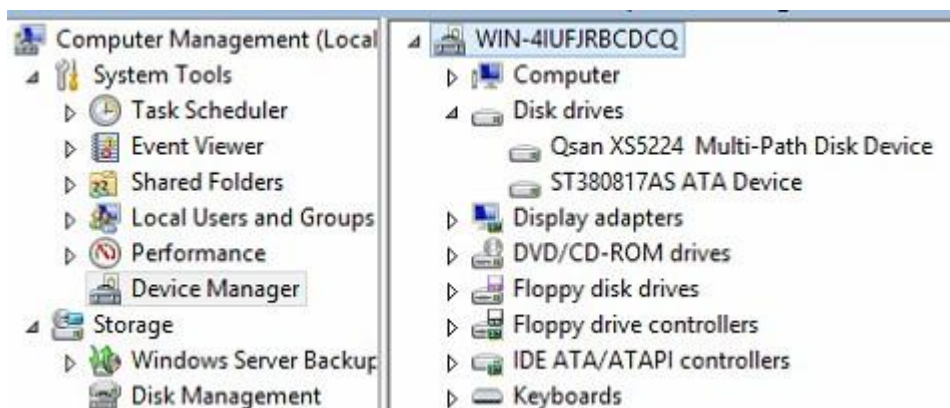 Computer Management (Local
System Tools
Task Scheduler
Event Viewer
Shared Folders
Local Users and Groups
Performance
Device Manager
Storage
Windows Server Backup
Disk Management
WIN-4IUFJRBCDCQ
Computer
Disk drives
Qsan XS5224 Multi-Path Disk Device
ST380817AS ATA Device
Display adapters
DVD/CD-ROM drives
Floppy disk drives
Floppy drive controllers
IDE ATA/ATAPI controllers
Keyboards